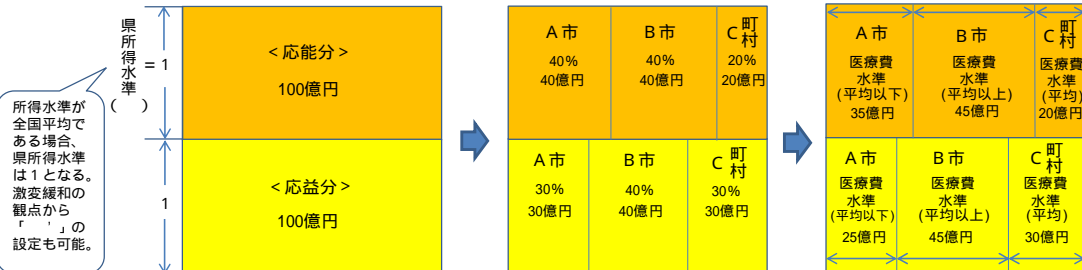 県所得水準
（　）
＝
1
1
所得水準が
全国平均で
ある場合、
県所得水準
は１となる。
激変緩和の
観点から
「　'」の
設定も可能。
＜応能分＞
100億円
＜応益分＞
100億円
A市
40%
40億円
B市
40%
40億円
C町村
20%
20億円
A市
30%
30億円
B市
40%
40億円
C町村
30%
30億円
A市
医療費
水準
(平均以下)
35億円
B市
医療費
水準
(平均以上)
45億円
C町村
医療費
水準
(平均)
20億円
A市
医療費
水準
(平均以下)
25億円
B市
医療費
水準
(平均以上)
45億円
C町村
医療費
水準
(平均)
30億円